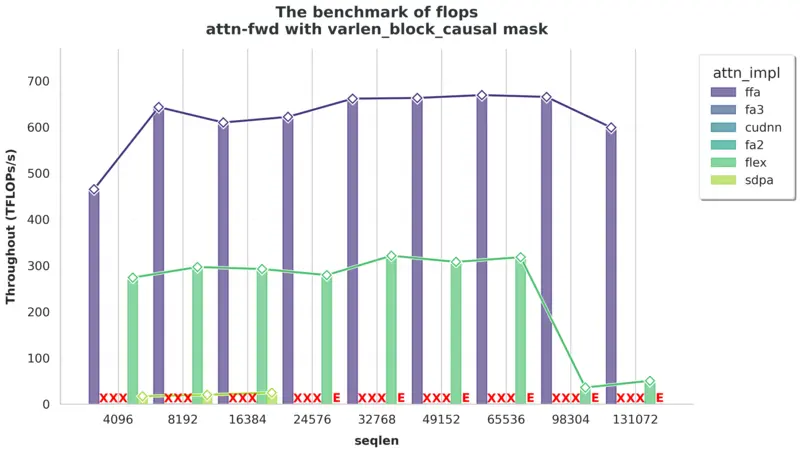 The benchmark of flops
attn-fwd with varlen_block_causal mask
Throughout (TFLOPs/s)
700
600
500
400
300
200
100
0
XXX XXX XXX XXX E XXX E XXX E XXX E XXX E XXX E
4096 8192 16384 24576 32768 49152 65536 98304 131072
seqlen
attn_impl
ffa
fa3
cudnn
fa2
flex
sdpa